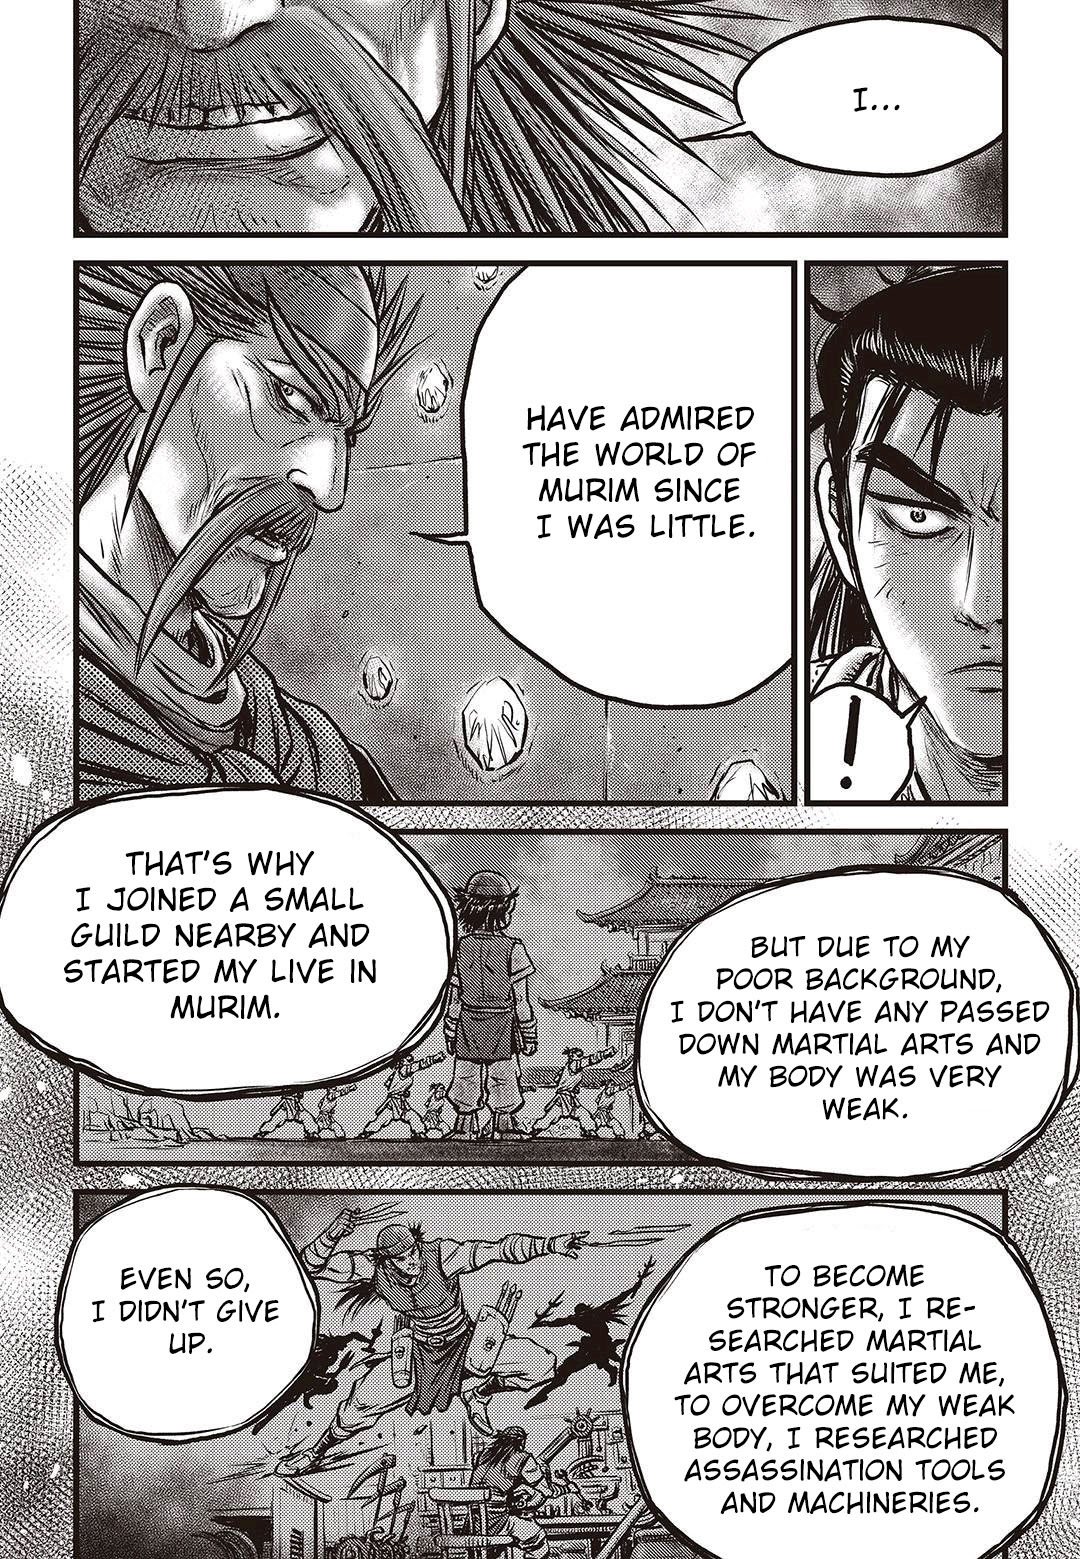 I...
HAVE ADMIRED
THE WORLD OF
MURIM SINCE
I WAS LITTLE.
!
THAT'S WHY
I JOINED A SMALL
GUILD NEARBY AND
STARTED MY LIVE IN
MURIM.
BUT DUE TO MY
POOR BACKGROUND,
I DON'T HAVE ANY PASSED
DOWN MARTIAL ARTS AND
MY BODY WAS VERY
WEAK.
EVEN SO,
I DIDN'T GIVE
UP.
TO BECOME
STRONGER, I RE-
SEARCHED MARTIAL
ARTS THAT SUITED ME,
TO OVERCOME MY WEAK
BODY, I RESEARCHED
ASSASSINATION TOOLS
AND MACHINERIES.